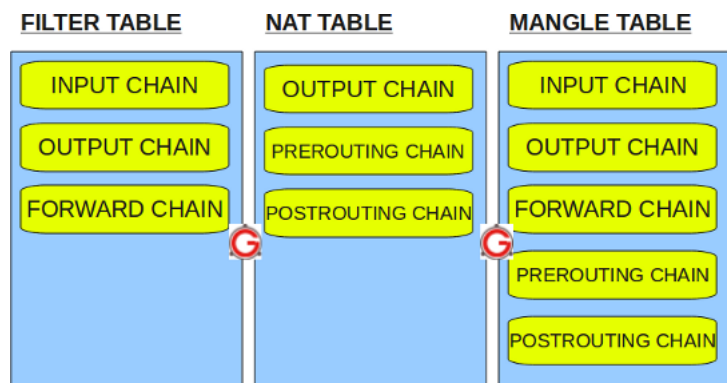 FILTER TABLE
INPUT CHAIN
OUTPUT CHAIN
FORWARD CHAIN
NAT TABLE
OUTPUT CHAIN
PREROUTING CHAIN
POSTROUTING CHAIN
MANGLE TABLE
INPUT CHAIN
OUTPUT CHAIN
FORWARD CHAIN
PREROUTING CHAIN
POSTROUTING CHAIN
G
G